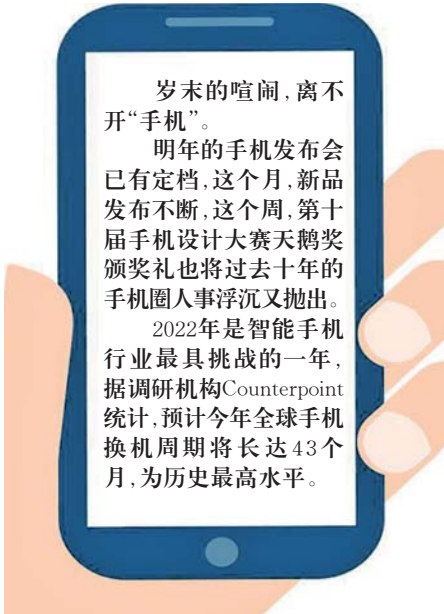 岁末的喧闹,离不
开“手机”。
明年的手机发布会
已有定档,这个月,新品
发布不断,这个周,第十
届手机设计大赛天鹅奖
颁奖礼也将过去十年的
手机圈人事浮沉又抛出。
2022年是智能手机
行业最具挑战的一年,
据调研机构Counterpoint
统计,预计今年全球手机
换机周期将长达43个
月,为历史最高水平。